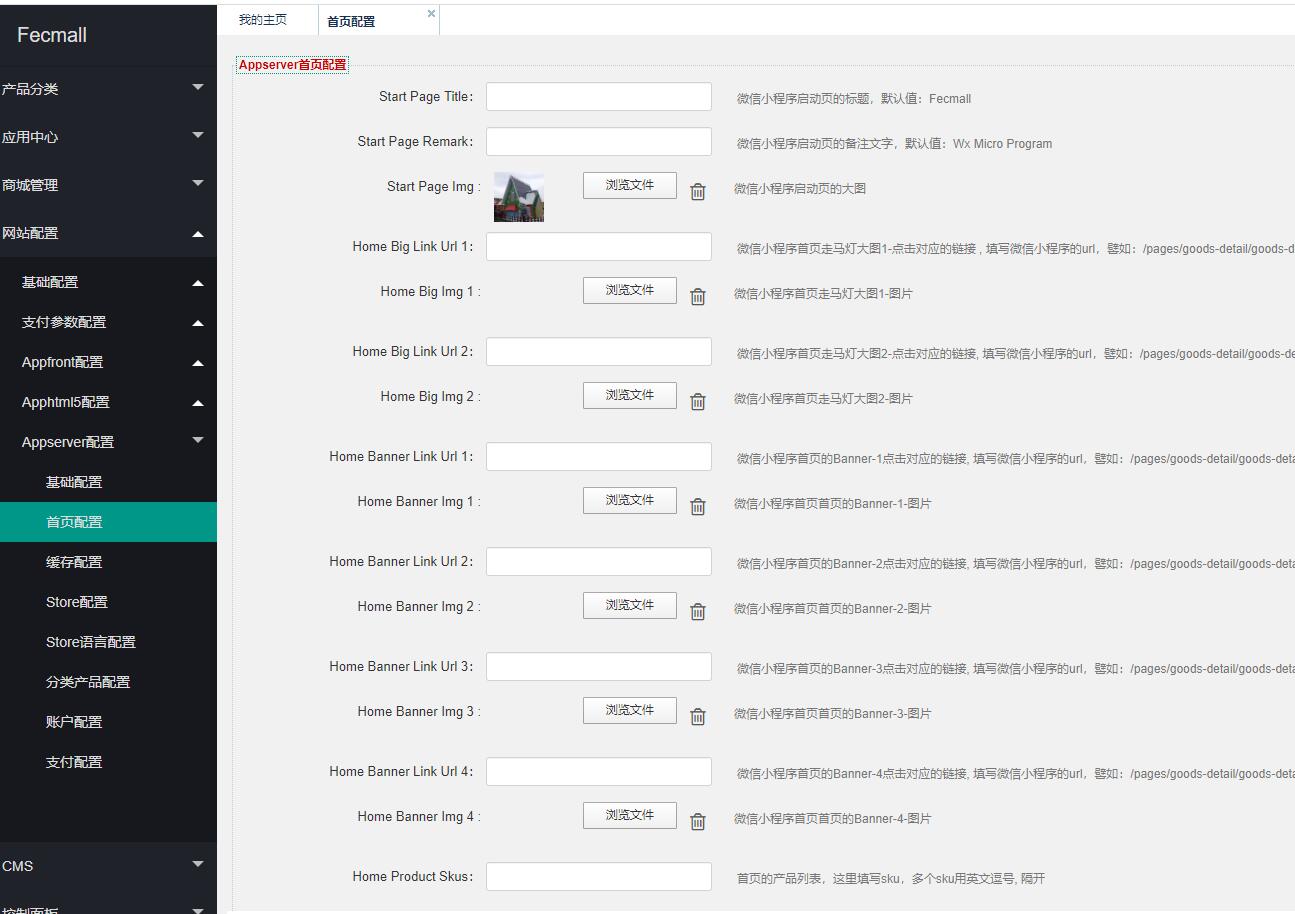 Fecmall
产品分类
应用中心
商城管理
网站配置
基础配置
支付参数配置
Appfront配置
Apphtml5配置
Appserver配置
基础配置
首页配置
缓存配置
Store配置
Store语言配置
分类产品配置
账户配置
支付配置
CMS
控制面板
我的主页
首页配置
Appserver首页配置
Start Page Title： 微信小程序启动页的标题，默认值：Fecmall
Start Page Remark： 微信小程序启动页的备注文字，默认值：Wx Micro Program
Start Page Img : 浏览文件 微信小程序启动页的大图
Home Big Link Url 1： 微信小程序首页走马灯大图1-点击对应的链接 , 填写微信小程序的url，譬如：/pages/goods-detail/goods-d
Home Big Img 1 : 浏览文件 微信小程序首页走马灯大图1-图片
Home Big Link Url 2： 微信小程序首页走马灯大图2-点击对应的链接, 填写微信小程序的url，譬如：/pages/goods-detail/goods-de
Home Big Img 2 : 浏览文件 微信小程序首页走马灯大图2-图片
Home Banner Link Url 1： 微信小程序首页的Banner-1点击对应的链接, 填写微信小程序的url，譬如：/pages/goods-detail/goods-deta
Home Banner Img 1 : 浏览文件 微信小程序首页首页的Banner-1-图片
Home Banner Link Url 2： 微信小程序首页的Banner-2点击对应的链接, 填写微信小程序的url，譬如：/pages/goods-detail/goods-deta
Home Banner Img 2 : 浏览文件 微信小程序首页首页的Banner-2-图片
Home Banner Link Url 3： 微信小程序首页的Banner-3点击对应的链接, 填写微信小程序的url，譬如：/pages/goods-detail/goods-deta
Home Banner Img 3 : 浏览文件 微信小程序首页首页的Banner-3-图片
Home Banner Link Url 4： 微信小程序首页的Banner-4点击对应的链接, 填写微信小程序的url，譬如：/pages/goods-detail/goods-deta
Home Banner Img 4 : 浏览文件 微信小程序首页首页的Banner-4-图片
Home Product Skus： 首页的产品列表，这里填写sku，多个sku用英文逗号, 隔开